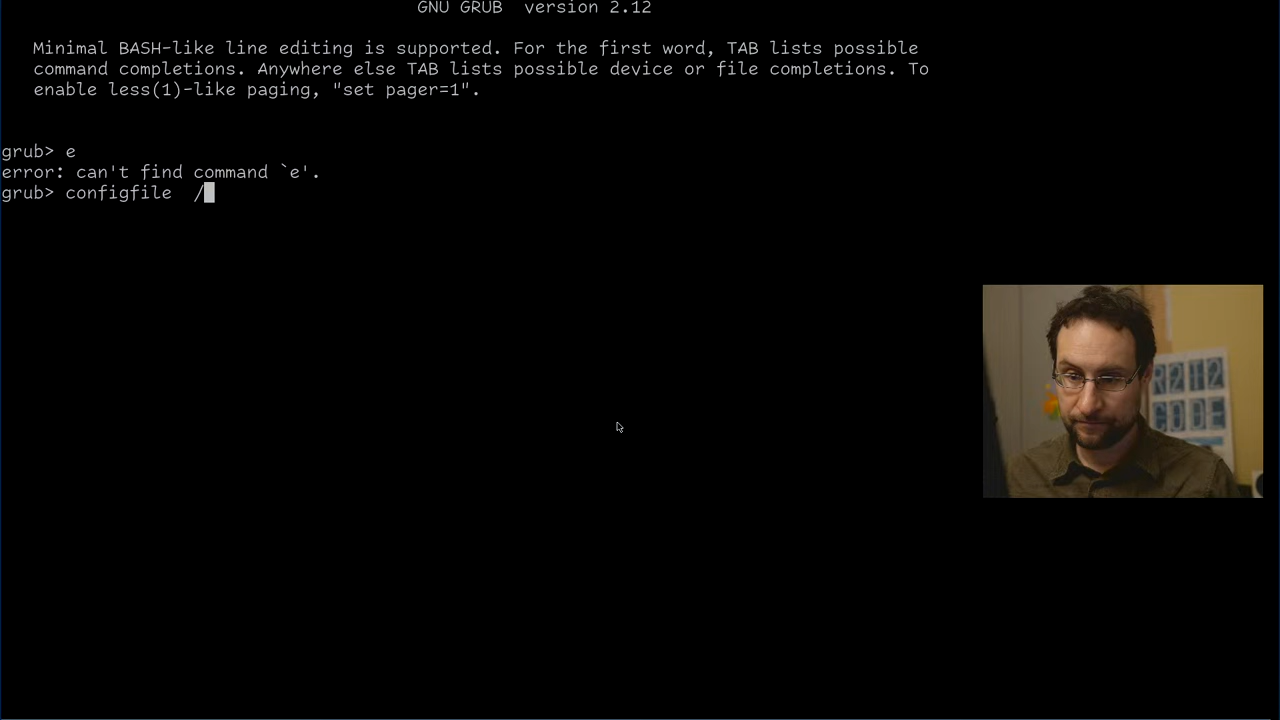 GNU GRUB  version 2.12
Minimal BASH-like line editing is supported. For the first word, TAB lists possible
command completions. Anywhere else TAB lists possible device or file completions. To
enable less(1)-like paging, "set pager=1".
grub> e
error: can't find command `e'.
grub> configfile  /
R2H2
CODE